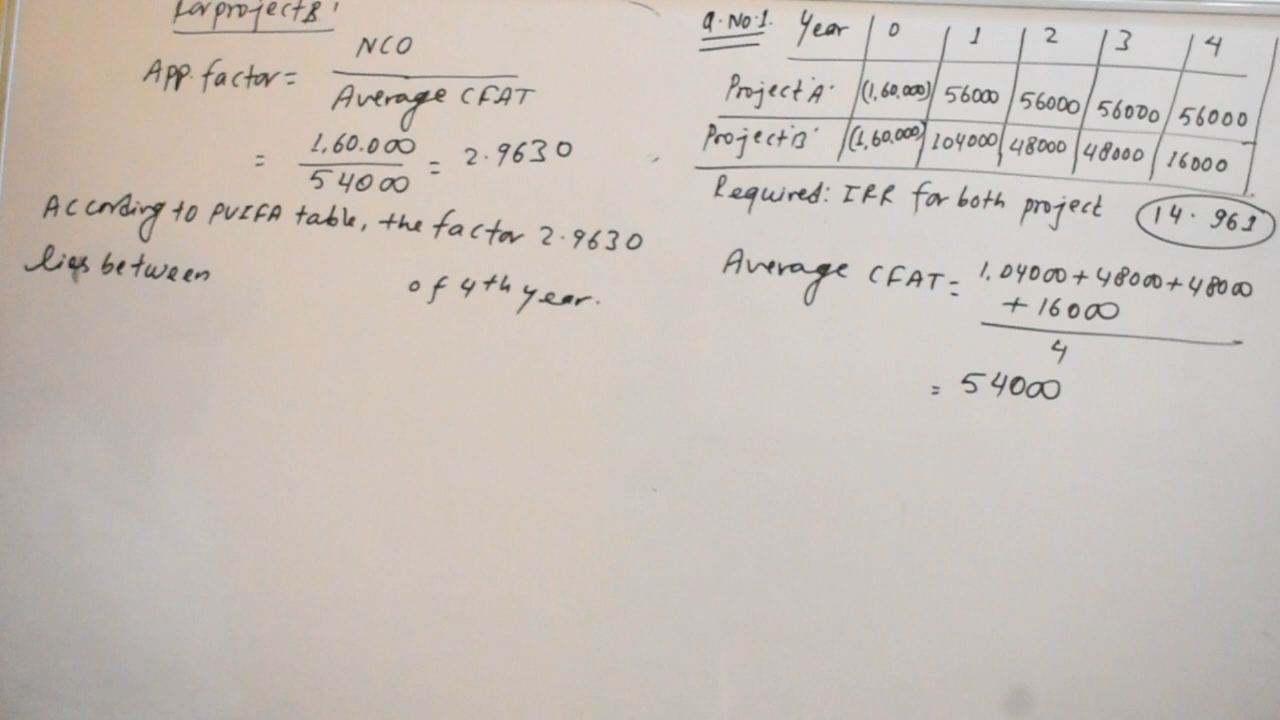 For project B'
App. factor = NCO
Average CFAT
= 1,60.000
54000
= 2.9630
According to PVIFA table, the factor 2.9630
lies between of 4th year.
Q.No.1. Year 0 1 2 3 4
Project 'A' (1,60,000) 56000 56000 56000 56000
Project 'B' (1,60,000) 104000 48000 48000 16000
Required: IRR for both project 14.961
Average CFAT = 1,04000+48000+48000
+16000
4
= 54000